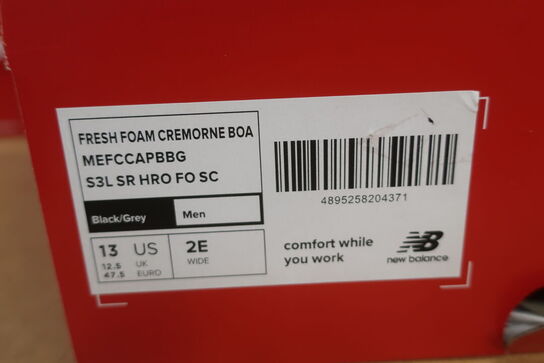 FRESH FOAM CREMORNE BOA
MEFCCAPBBG
S3L SR HRO FO SC
Black/Grey Men
13 US 2E
12.5 UK WIDE
47.5 EURO
4895258204371
comfort while
you work
NB
new balance